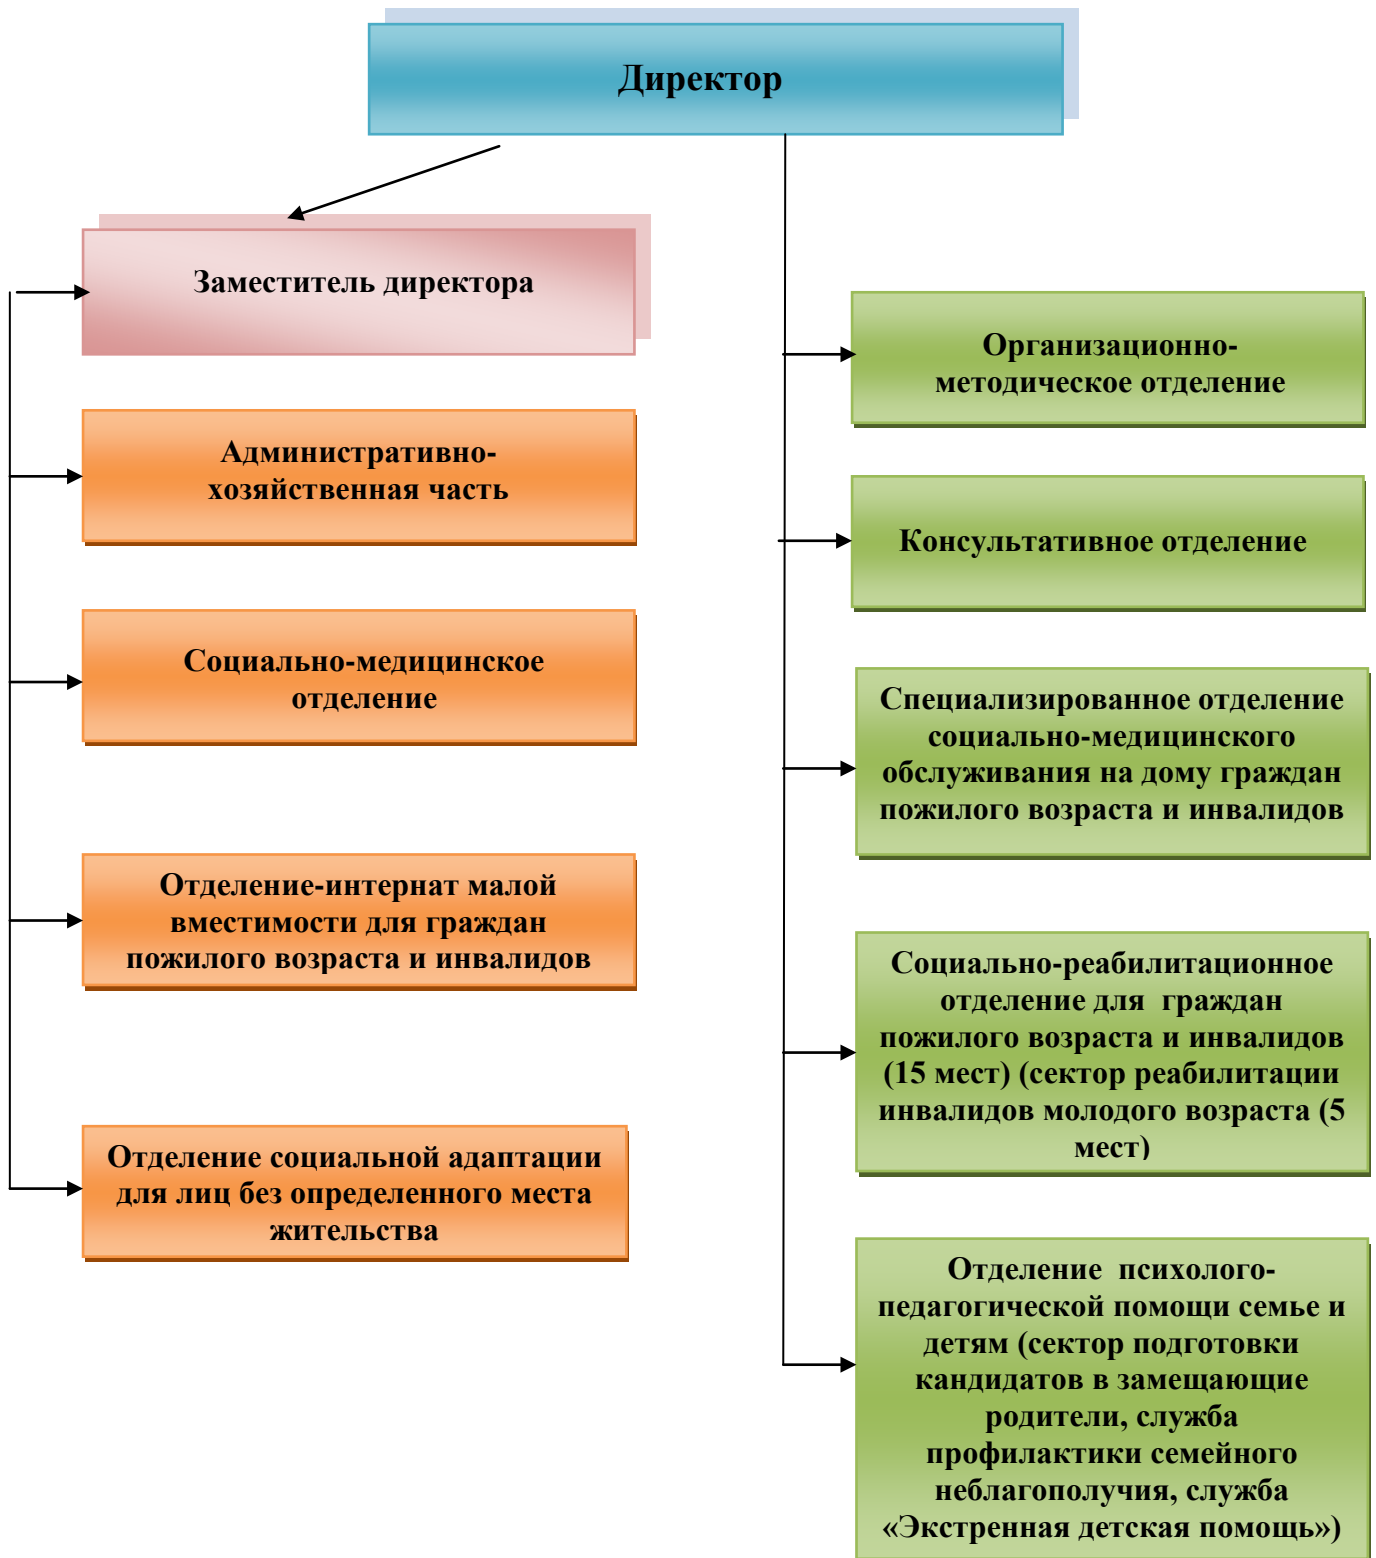 Директор
Заместитель директора
Административно-
хозяйственная часть
Социально-медицинское
отделение
Отделение-интернат малой
вместимости для граждан
пожилого возраста и инвалидов
Отделение социальной адаптации
для лиц без определенного места
жительства
Организационно-
методическое отделение
Консультативное отделение
Специализированное отделение
социально-медицинского
обслуживания на дому граждан
пожилого возраста и инвалидов
Социально-реабилитационное
отделение для граждан
пожилого возраста и инвалидов
(15 мест) (сектор реабилитации
инвалидов молодого возраста (5
мест)
Отделение психолого-
педагогической помощи семье и
детям (сектор подготовки
кандидатов в замещающие
родители, служба
профилактики семейного
неблагополучия, служба
«Экстренная детская помощь»)